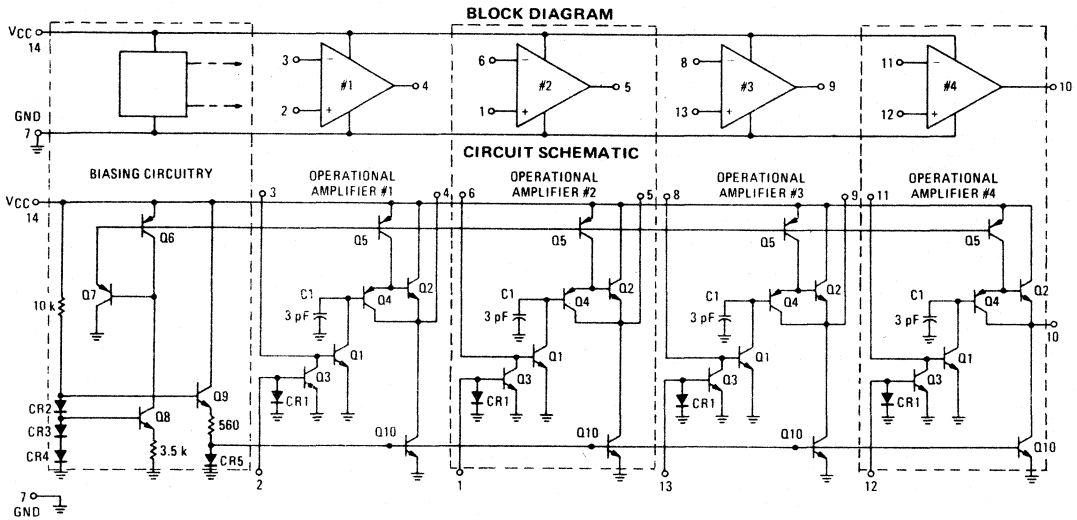 BLOCK DIAGRAM
VCC
14
GND
7
3
2
−
+
#1
4
6
1
−
+
#2
5
8
13
−
+
#3
9
11
12
−
+
#4
10
CIRCUIT SCHEMATIC
BIASING CIRCUITRY
VCC
14
Q6
Q7
10 k
CR2
CR3
CR4
Q8
3.5 k
Q9
560
CR5
7
GND
OPERATIONAL
AMPLIFIER #1
3
4
Q5
C1
3 pF
Q4
Q2
Q1
Q3
CR1
Q10
2
OPERATIONAL
AMPLIFIER #2
6
5
Q5
C1
3 pF
Q4
Q2
Q1
Q3
CR1
Q10
1
OPERATIONAL
AMPLIFIER #3
8
9
Q5
C1
3 pF
Q4
Q2
Q1
Q3
CR1
Q10
13
OPERATIONAL
AMPLIFIER #4
11
Q5
C1
3 pF
Q4
Q2
10
Q1
Q3
CR1
Q10
12